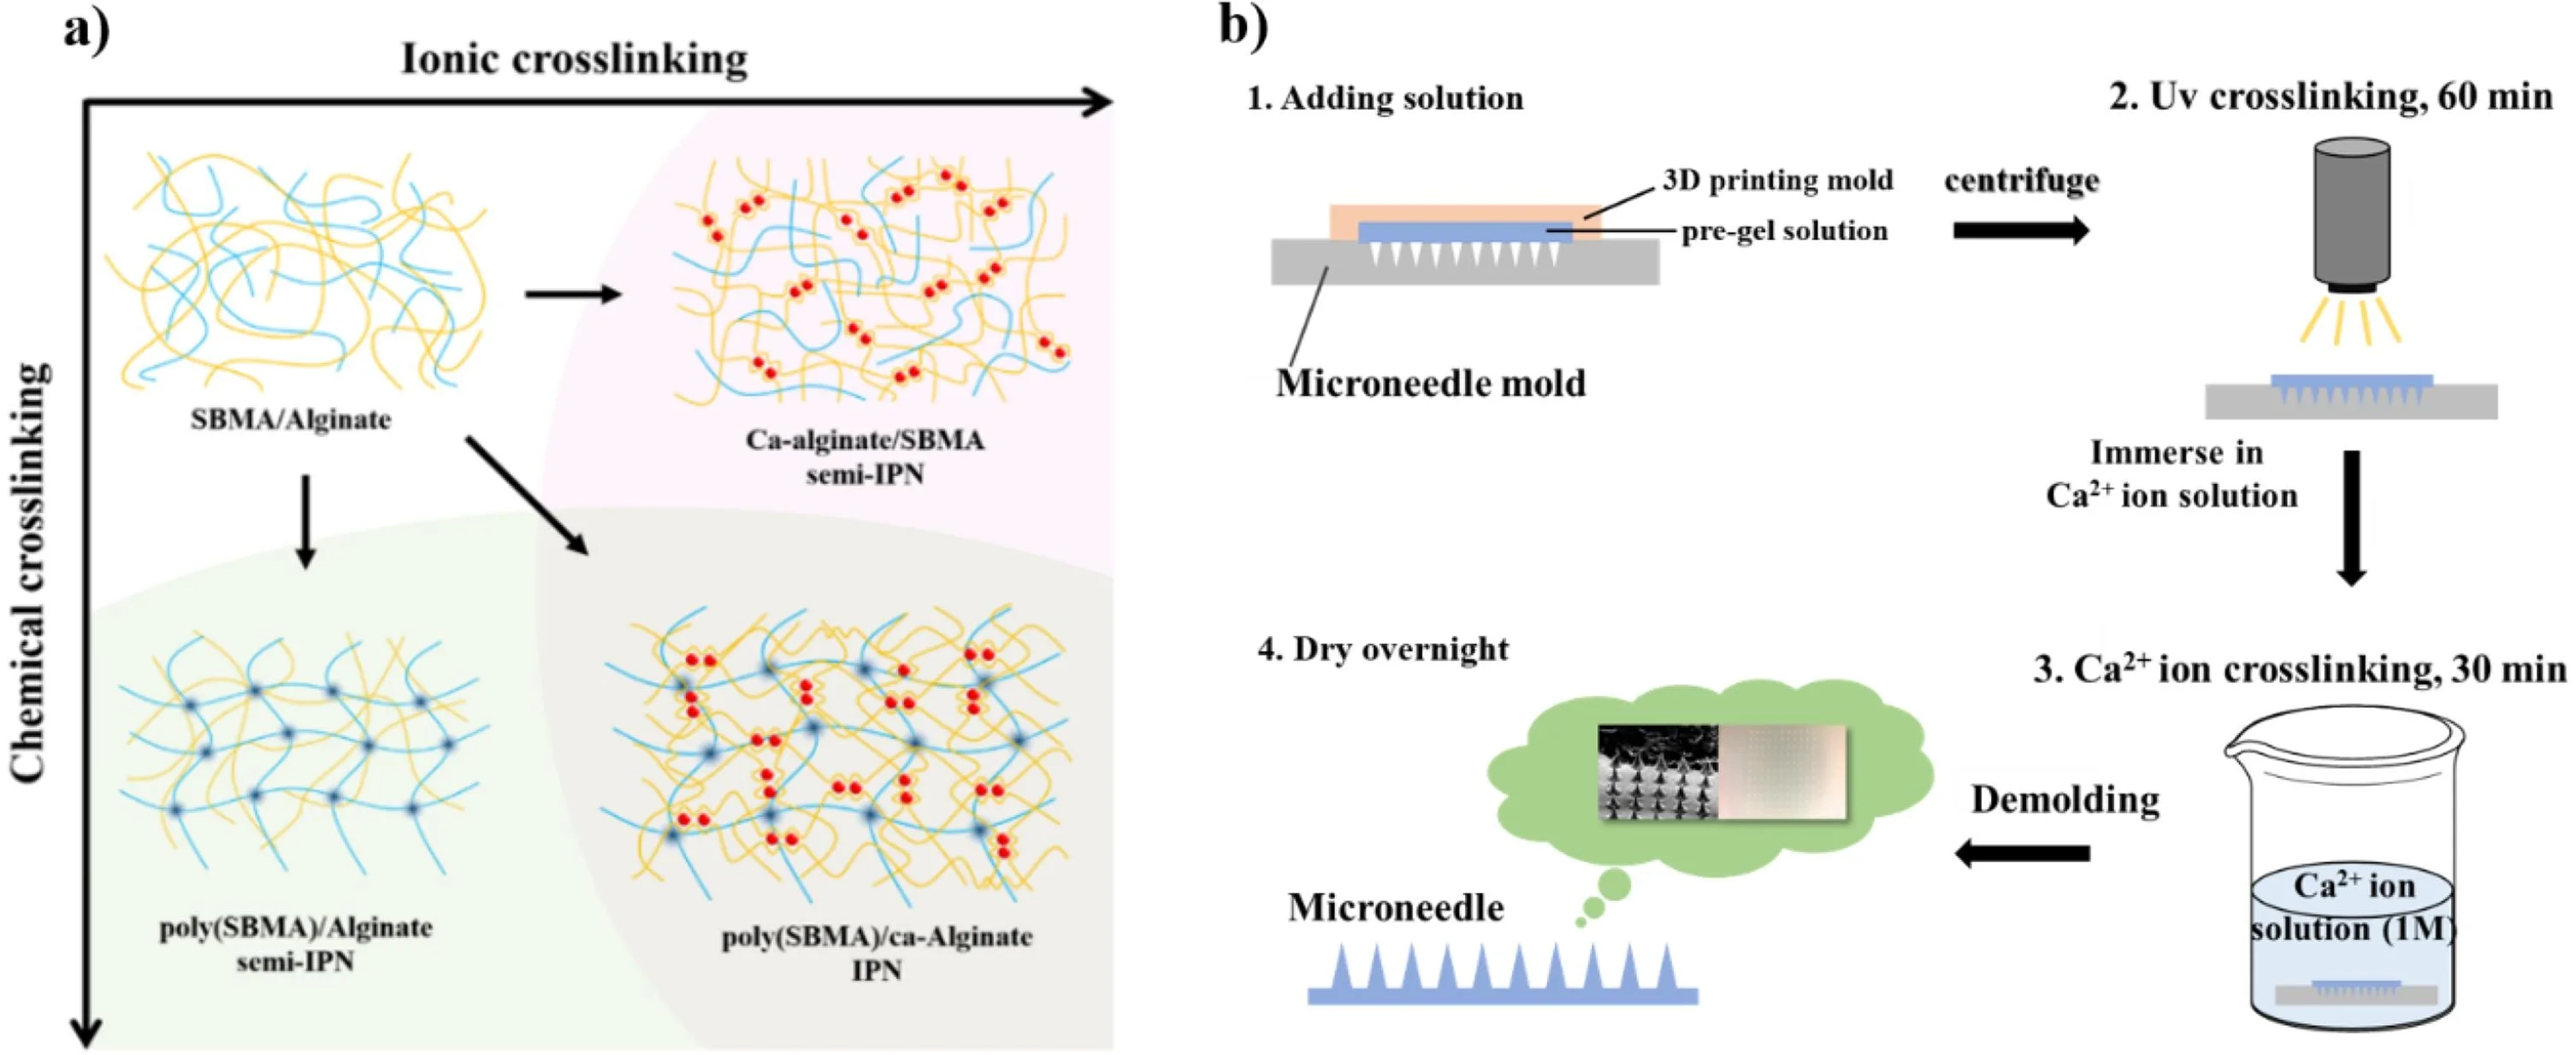 a)
Ionic crosslinking
Chemical crosslinking
SBMA/Alginate
Ca-alginate/SBMA
semi-IPN
poly(SBMA)/Alginate
semi-IPN
poly(SBMA)/ca-Alginate
IPN
b)
1. Adding solution
3D printing mold
pre-gel solution
Microneedle mold
centrifuge
2. Uv crosslinking, 60 min
Immerse in
Ca²⁺ ion solution
3. Ca²⁺ ion crosslinking, 30 min
Ca²⁺ ion
solution (1M)
Demolding
4. Dry overnight
Microneedle